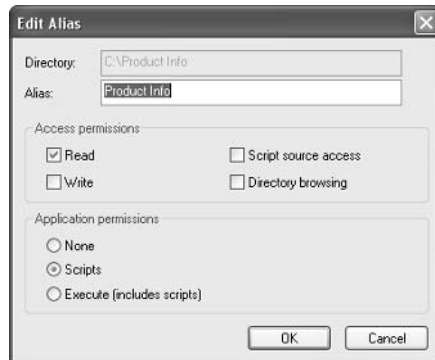 Edit Alias
Directory: C:\Product Info
Alias: Product Info
Access permissions
Read Script source access
Write Directory browsing
Application permissions
None
Scripts
Execute (includes scripts)
OK Cancel